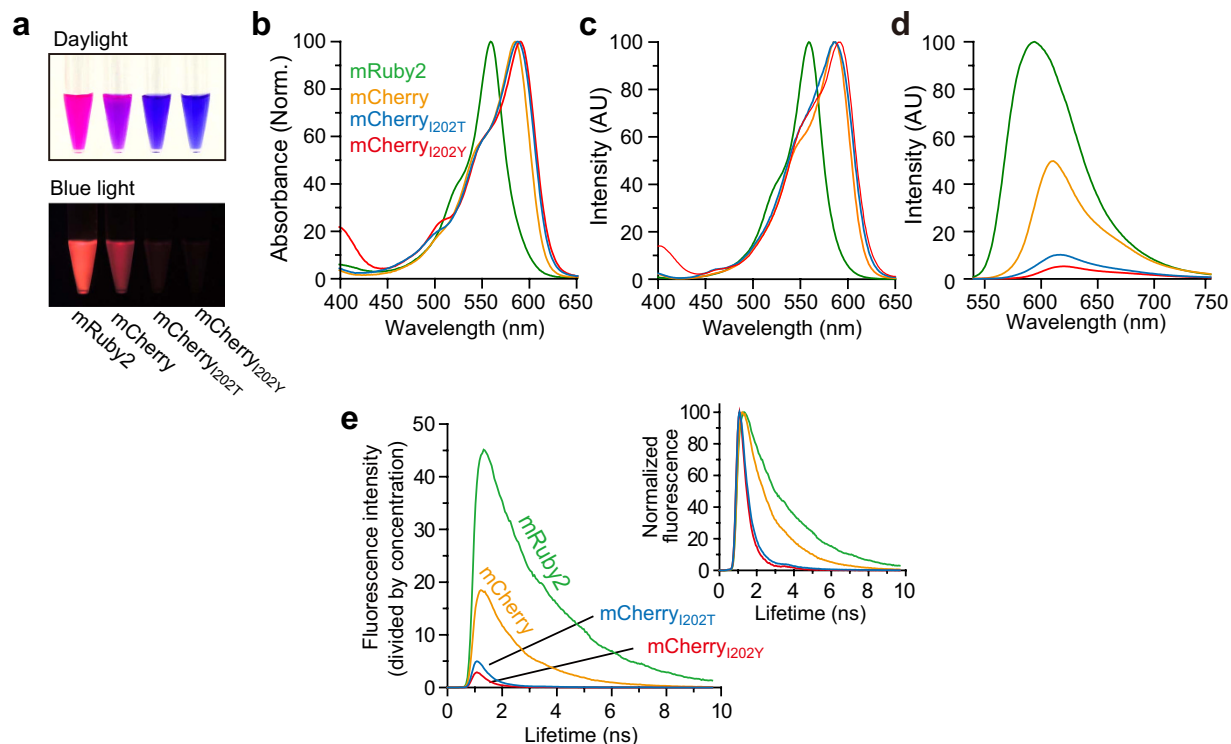 a
Daylight
Blue light
mRuby2
mCherry
mCherryI202T
mCherryI202Y
b
100
80
60
40
20
0
Absorbance (Norm.)
mRuby2
mCherry
mCherryI202T
mCherryI202Y
400 450 500 550 600 650
Wavelength (nm)
c
100
80
60
40
20
0
Intensity (AU)
400 450 500 550 600 650
Wavelength (nm)
d
100
80
60
40
20
0
Intensity (AU)
550 600 650 700 750
Wavelength (nm)
e
50
40
30
20
10
0
Fluorescence intensity
(divided by concentration)
mRuby2
mCherry
mCherryI202T
mCherryI202Y
0 2 4 6 8 10
Lifetime (ns)
100
80
60
40
20
0
Normalized
fluorescence
0 2 4 6 8 10
Lifetime (ns)